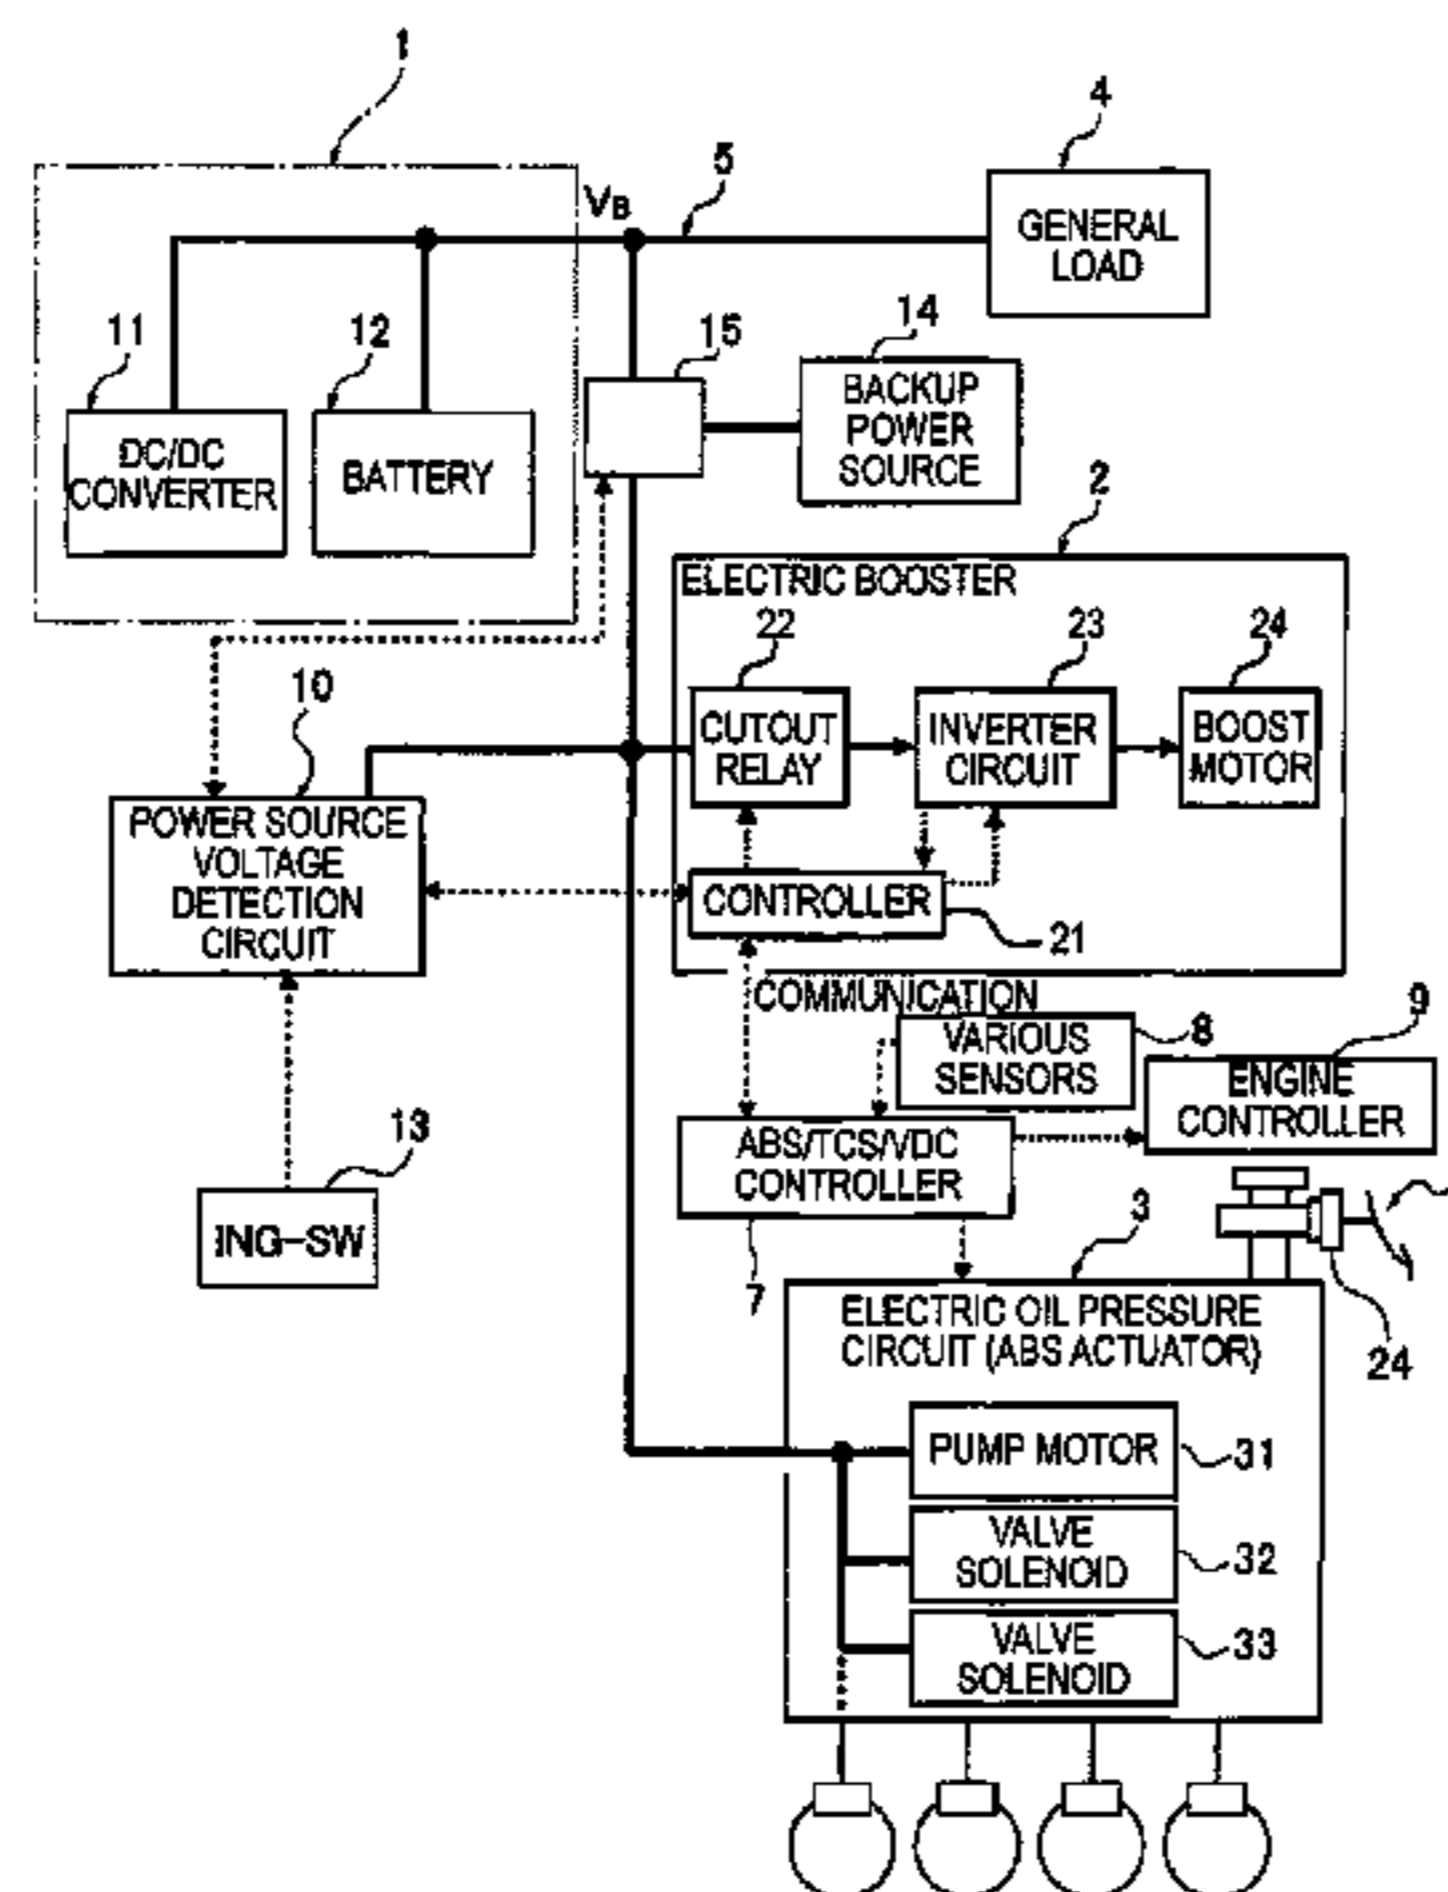 1
4
5
VB
GENERAL
LOAD
11
12
15
14
DC/DC
CONVERTER
BATTERY
BACKUP
POWER
SOURCE
2
ELECTRIC BOOSTER
22
23
24
10
CUTOUT
RELAY
INVERTER
CIRCUIT
BOOST
MOTOR
POWER SOURCE
VOLTAGE
DETECTION
CIRCUIT
CONTROLLER
21
COMMUNICATION
9
VARIOUS
SENSORS
8
ENGINE
CONTROLLER
13
ABS/TCS/VDC
CONTROLLER
ING-SW
7
3
24
ELECTRIC OIL PRESSURE
CIRCUIT (ABS ACTUATOR)
PUMP MOTOR
31
VALVE
SOLENOID
32
VALVE
SOLENOID
33